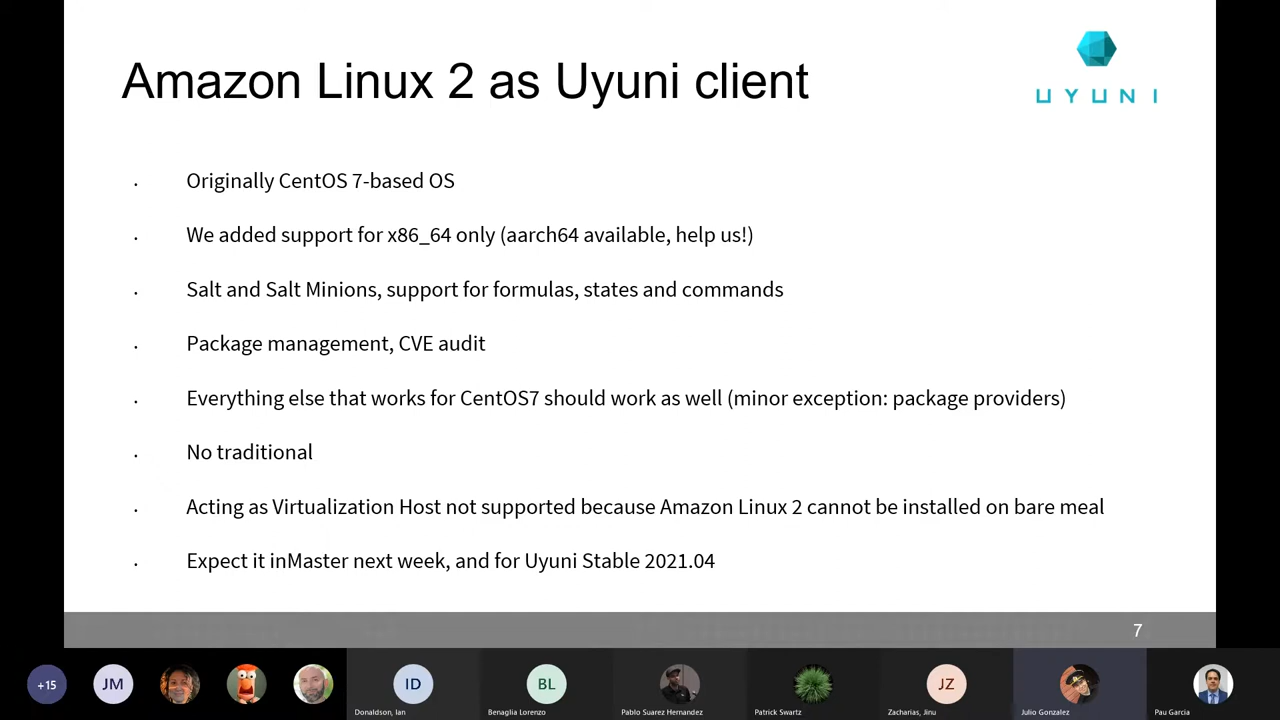 Amazon Linux 2 as Uyuni client
UYUNI
· Originally CentOS 7-based OS
· We added support for x86_64 only (aarch64 available, help us!)
· Salt and Salt Minions, support for formulas, states and commands
· Package management, CVE audit
· Everything else that works for CentOS7 should work as well (minor exception: package providers)
· No traditional
· Acting as Virtualization Host not supported because Amazon Linux 2 cannot be installed on bare meal
· Expect it inMaster next week, and for Uyuni Stable 2021.04
7
+15
JM
ID
BL
JZ
Donaldson, Ian
Benaglia Lorenzo
Pablo Suarez Hernandez
Patrick Swartz
Zacharias, Jinu
Julio Gonzalez
Pau Garcia